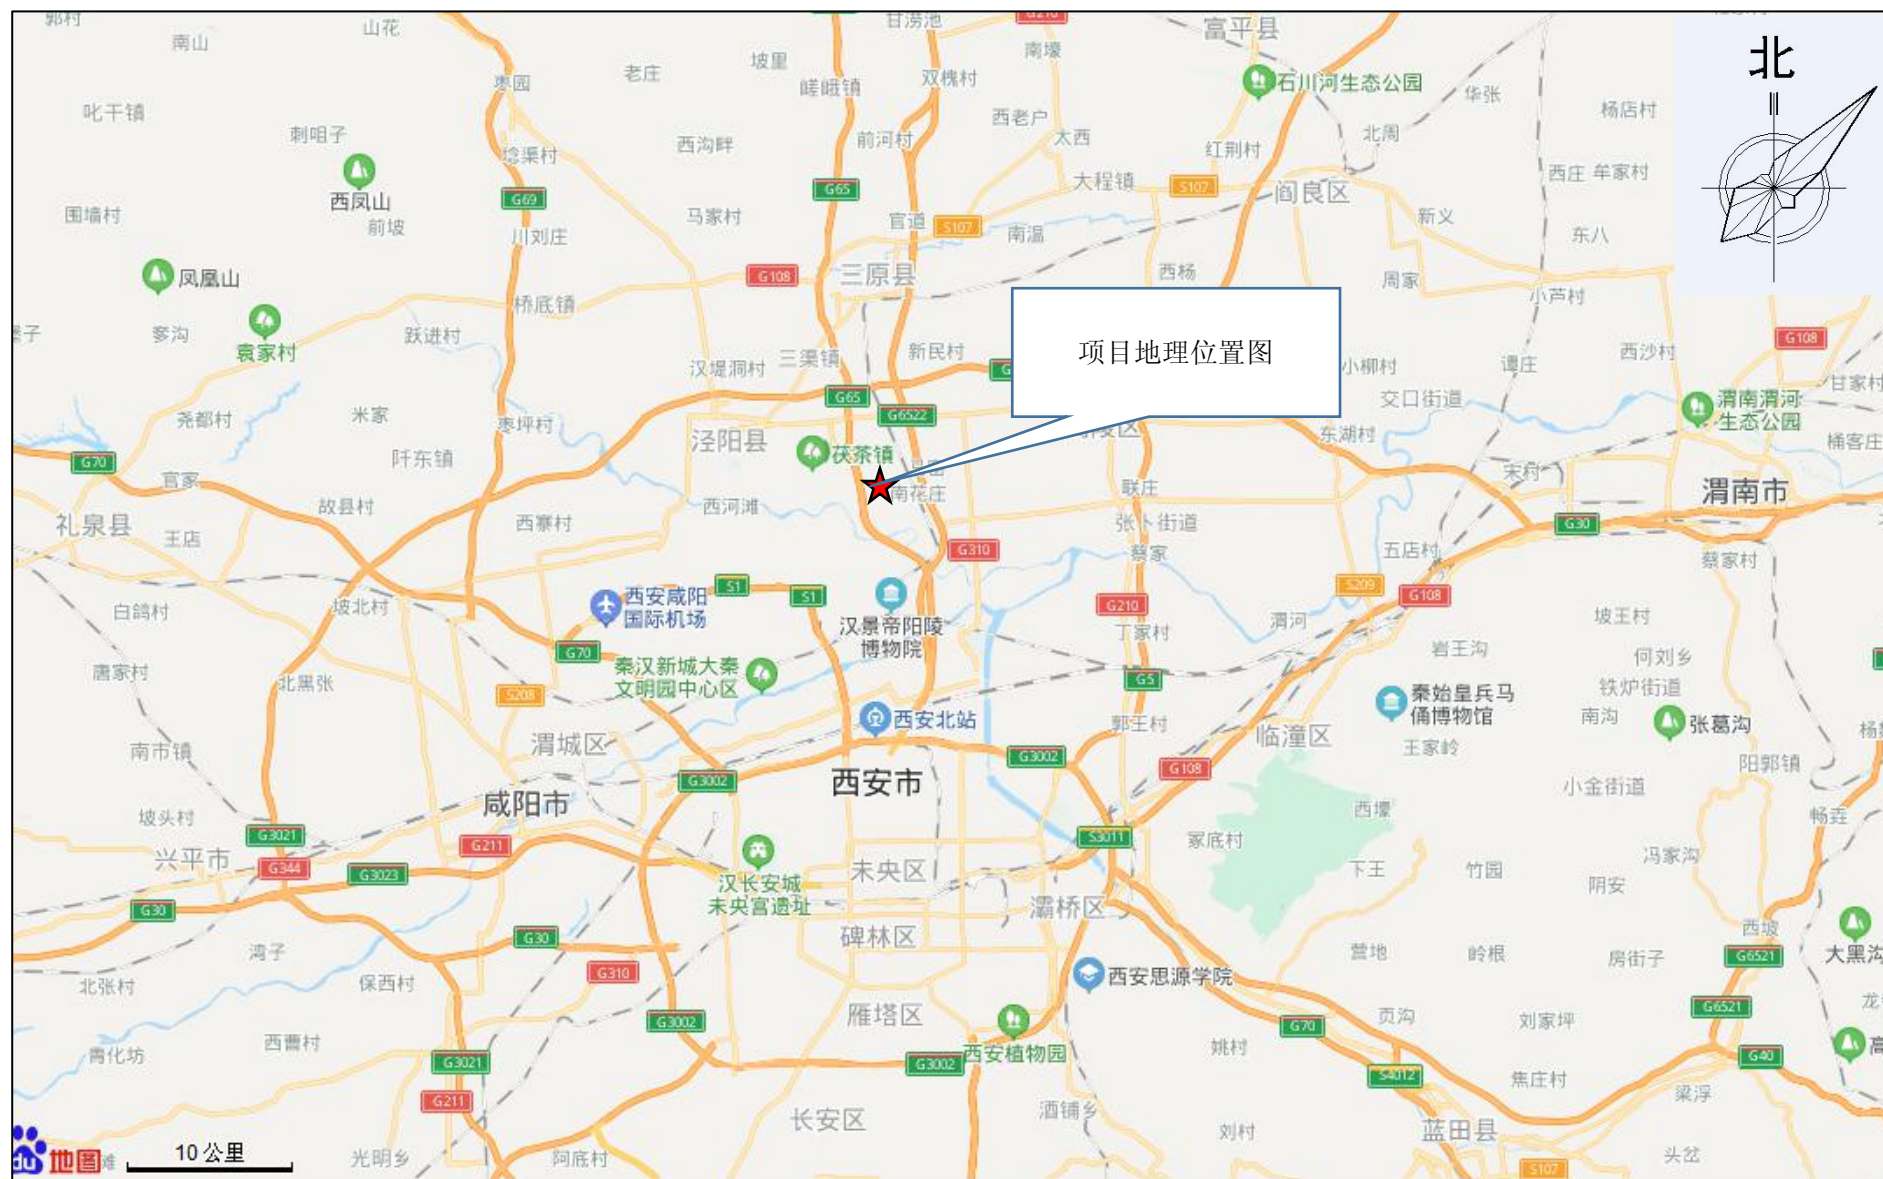 郭村
山花
甘涝池
G210
富平县
南山
北
坡里
南壕
老庄
枣园
双槐村
嵯峨镇
石川河生态公园
华张
叱干镇
杨店村
西老户
刺咀子
太西
北周
前河村
西沟畔
埝渠村
红荆村
西凤山
大程镇
S107
西庄
牟家村
G69
G65
阎良区
围墙村
前坡
马家村
官道
S107
南温
新义
川刘庄
东八
凤凰山
G108
三原县
西杨
周家
小芦村
桥底镇
爹沟
跃进村
G108
袁家村
项目地理位置图
三渠镇
新民村
西沙村
汉堤洞村
小柳村
谭庄
甘家村
G65
交口街道
渭南渭河
生态公园
尧都村
米家
G6522
枣坪村
东湖村
泾阳县
桶客庄
茯茶镇
G70
阡东镇
宋村
官家
南花庄
联庄
渭南市
故县村
西河滩
礼泉县
西寨村
张卜街道
G30
王店
G310
蔡家
五店村
蔡家村
S1
S1
S209
G108
西安咸阳
国际机场
白鸽村
坡北村
G210
渭河
坡王村
汉景帝阳陵
博物院
丁家村
G70
岩王沟
何刘乡
唐家村
北黑张
秦汉新城大秦
文明园中心区
G5
铁炉街道
S208
秦始皇兵马
俑博物馆
西安北站
郭王村
南沟
张葛沟
临潼区
王家岭
南市镇
渭城区
G3002
G108
阳郭镇
G3002
西安市
小金街道
咸阳市
西壕
坡头村
畅垚
G3021
S3011
冢底村
G211
冯家沟
兴平市
G344
G3023
未央区
下王
竹园
阴安
汉长安城
未央宫遗址
G30
灞桥区
西坡
碑林区
G30
大黑沟
湾子
营地
岭根
房街子
G6521
G310
西安思源学院
北张村
保西村
雁塔区
G6521
G3002
G70
页沟
刘家坪
西曹村
姚村
青化坊
西安植物园
G3021
G3002
G40
S4012
焦庄村
梁浮
G211
长安区
酒铺乡
刘村
蓝田县
10公里
du地图
光明乡
阿底村
S107
头岔